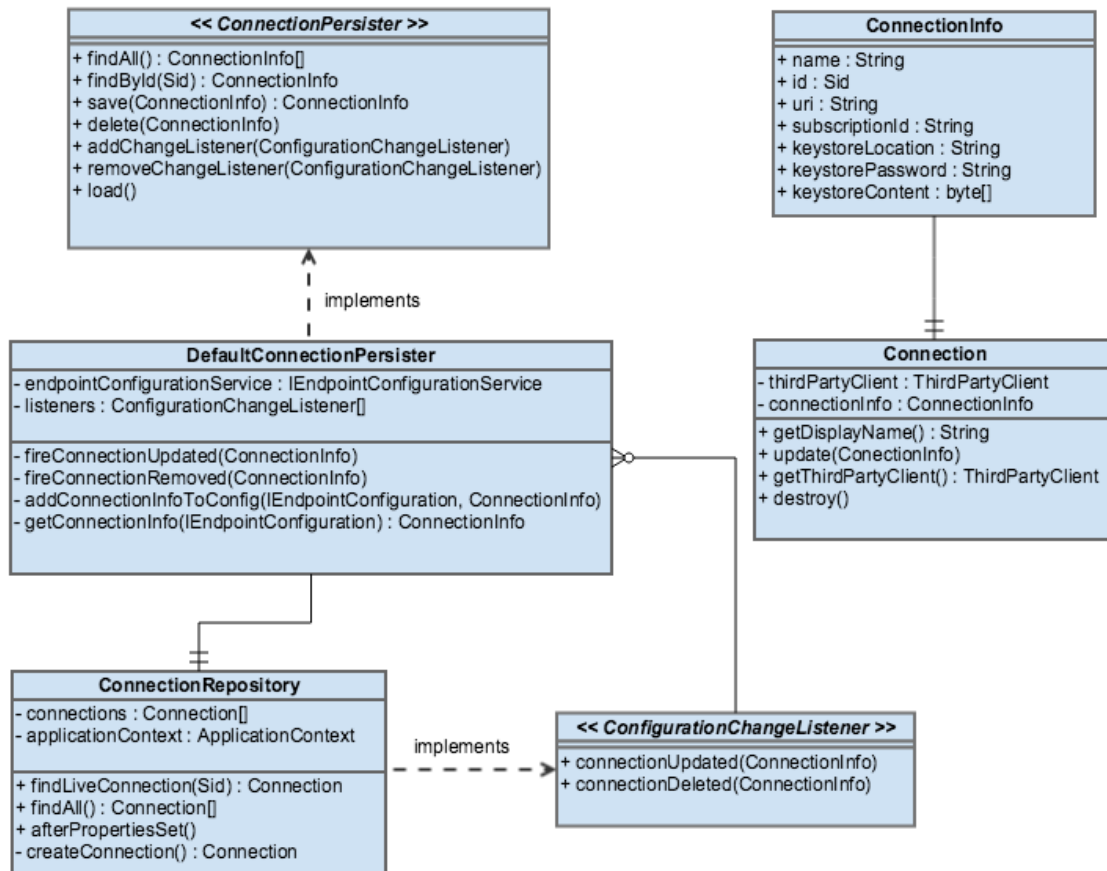 << ConnectionPersister >>
+ findAll() : ConnectionInfo[]
+ findById(Sid) : ConnectionInfo
+ save(ConnectionInfo) : ConnectionInfo
+ delete(ConnectionInfo)
+ addChangeListener(ConfigurationChangeListener)
+ removeChangeListener(ConfigurationChangeListener)
+ load()
ConnectionInfo
+ name : String
+ id : Sid
+ uri : String
+ subscriptionId : String
+ keystoreLocation : String
+ keystorePassword : String
+ keystoreContent : byte[]
implements
DefaultConnectionPersister
- endpointConfigurationService : IEndpointConfigurationService
- listeners : ConfigurationChangeListener[]
- fireConnectionUpdated(ConnectionInfo)
- fireConnectionRemoved(ConnectionInfo)
- addConnectionInfoToConfig(IEndpointConfiguration, ConnectionInfo)
- getConnectionInfo(IEndpointConfiguration) : ConnectionInfo
Connection
- thirdPartyClient : ThirdPartyClient
- connectionInfo : ConnectionInfo
+ getDisplayName() : String
+ update(ConectionInfo)
+ getThirdPartyClient() : ThirdPartyClient
+ destroy()
ConnectionRepository
- connections : Connection[]
- applicationContext : ApplicationContext
+ findLiveConnection(Sid) : Connection
+ findAll() : Connection[]
+ afterPropertiesSet()
- createConnection() : Connection
implements
<< ConfigurationChangeListener >>
+ connectionUpdated(ConnectionInfo)
+ connectionDeleted(ConnectionInfo)